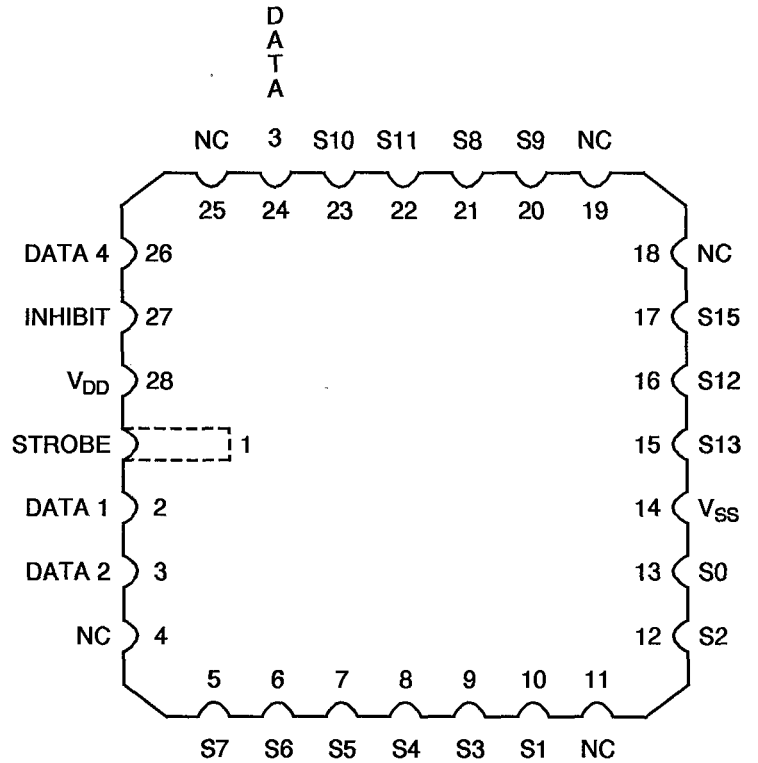 D
A
T
A
NC 3 S10 S11 S8 S9 NC
25 24 23 22 21 20 19
DATA 4 26 18 NC
INHIBIT 27 17 S15
VDD 28 16 S12
STROBE 1 15 S13
DATA 1 2 14 VSS
DATA 2 3 13 S0
NC 4 12 S2
5 6 7 8 9 10 11
S7 S6 S5 S4 S3 S1 NC